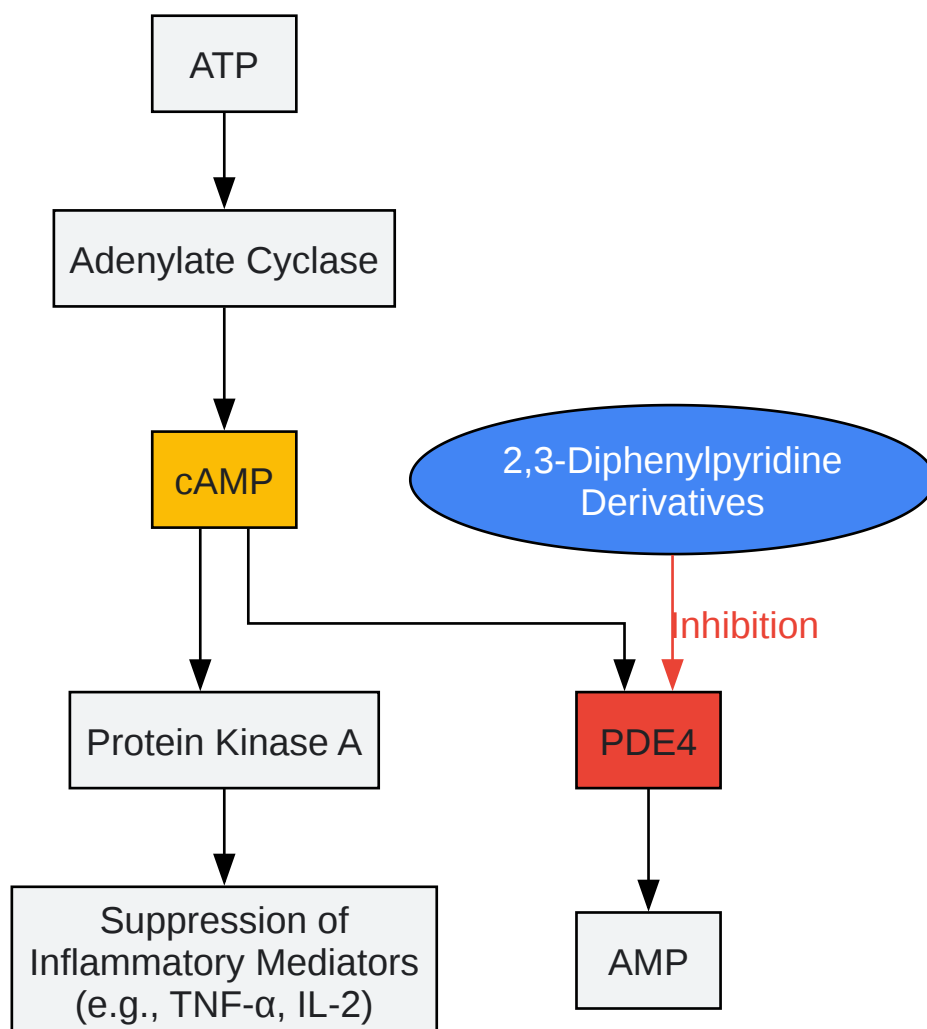 ATP
Adenylate Cyclase
cAMP
2,3-Diphenylpyridine
Derivatives
Inhibition
Protein Kinase A
PDE4
Suppression of
Inflammatory Mediators
(e.g., TNF-α, IL-2)
AMP